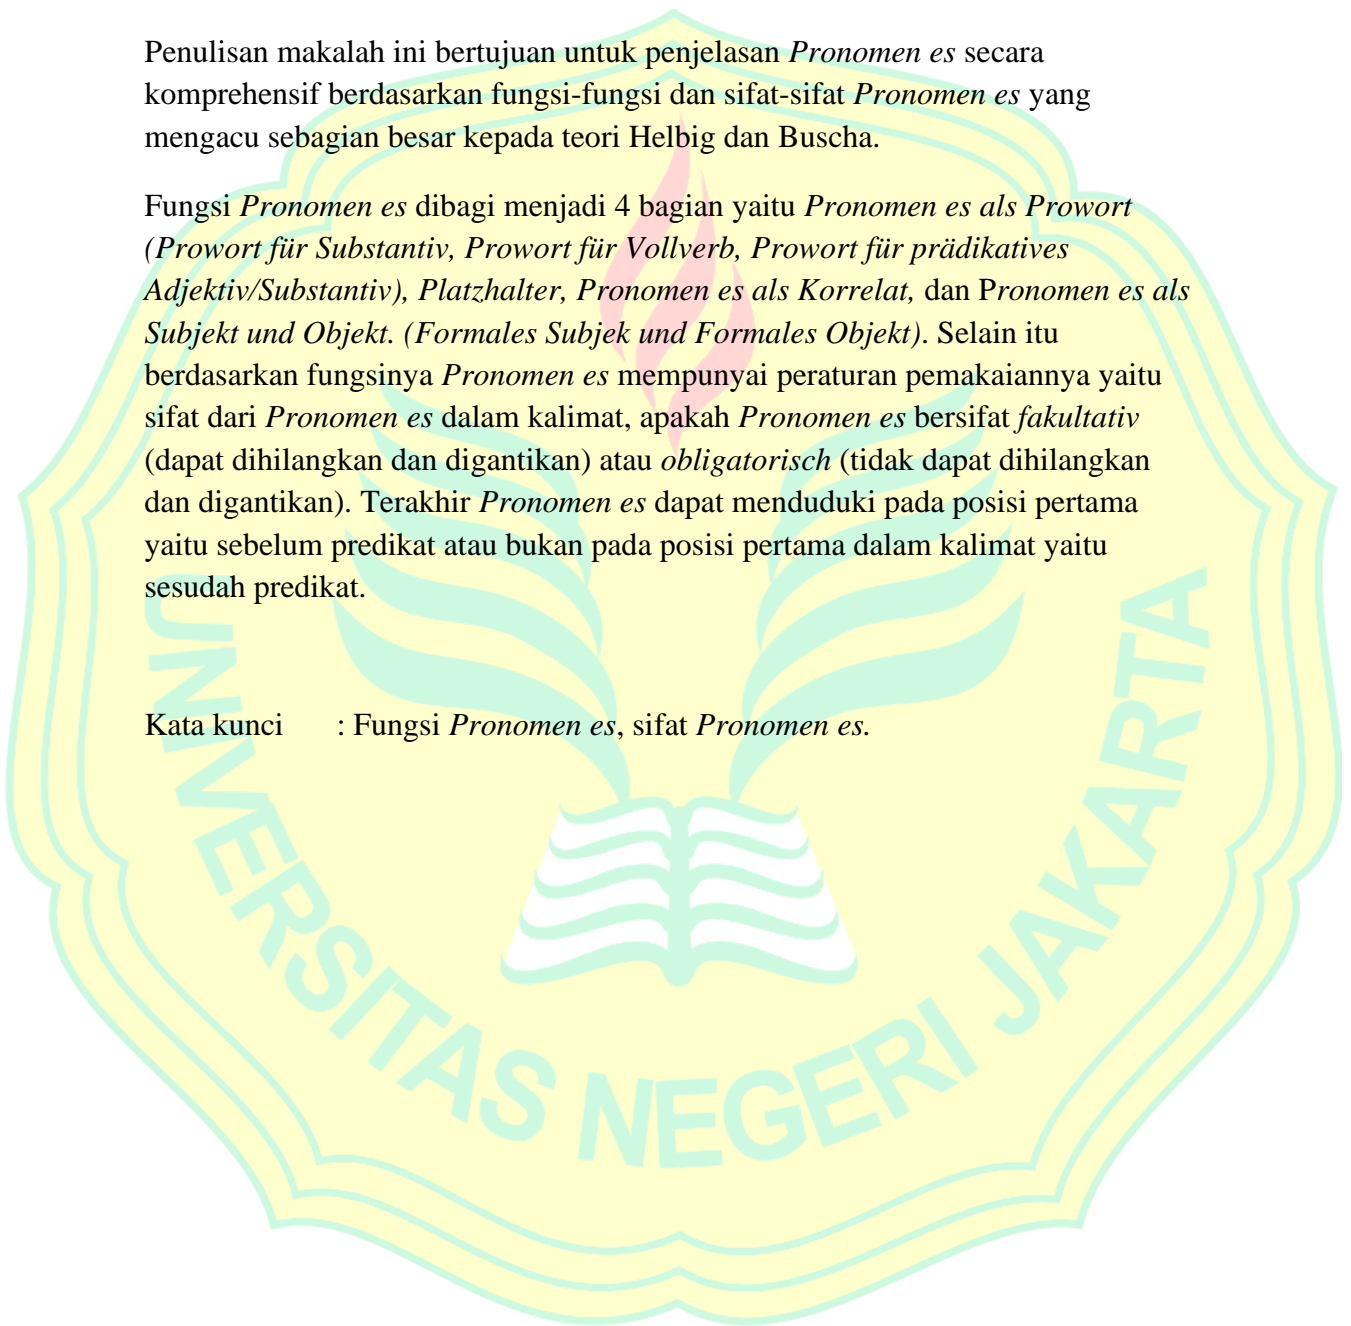 Penulisan makalah ini bertujuan untuk penjelasan Pronomen es secara
komprehensif berdasarkan fungsi-fungsi dan sifat-sifat Pronomen es yang
mengacu sebagian besar kepada teori Helbig dan Buscha.
Fungsi Pronomen es dibagi menjadi 4 bagian yaitu Pronomen es als Prowort
(Prowort für Substantiv, Prowort für Vollverb, Prowort für prädikatives
Adjektiv/Substantiv), Platzhalter, Pronomen es als Korrelat, dan Pronomen es als
Subjekt und Objekt. (Formales Subjek und Formales Objekt). Selain itu
berdasarkan fungsinya Pronomen es mempunyai peraturan pemakaiannya yaitu
sifat dari Pronomen es dalam kalimat, apakah Pronomen es bersifat fakultativ
(dapat dihilangkan dan digantikan) atau obligatorisch (tidak dapat dihilangkan
dan digantikan). Terakhir Pronomen es dapat menduduki pada posisi pertama
yaitu sebelum predikat atau bukan pada posisi pertama dalam kalimat yaitu
sesudah predikat.
Kata kunci : Fungsi Pronomen es, sifat Pronomen es.
UNIVERSITAS NEGERI JAKARTA